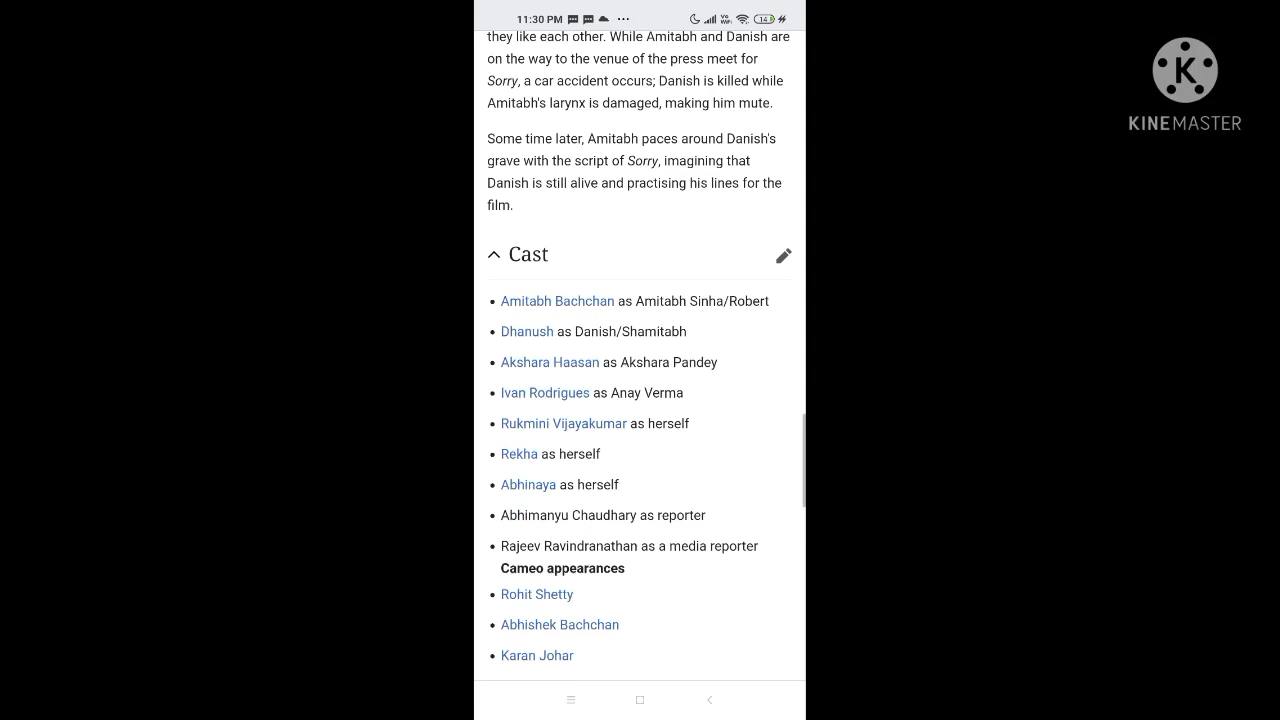 11:30 PM
14
they like each other. While Amitabh and Danish are
on the way to the venue of the press meet for
Sorry, a car accident occurs; Danish is killed while
Amitabh's larynx is damaged, making him mute.
Some time later, Amitabh paces around Danish's
grave with the script of Sorry, imagining that
Danish is still alive and practising his lines for the
film.
Cast
• Amitabh Bachchan as Amitabh Sinha/Robert
• Dhanush as Danish/Shamitabh
• Akshara Haasan as Akshara Pandey
• Ivan Rodrigues as Anay Verma
• Rukmini Vijayakumar as herself
• Rekha as herself
• Abhinaya as herself
• Abhimanyu Chaudhary as reporter
• Rajeev Ravindranathan as a media reporter
Cameo appearances
• Rohit Shetty
• Abhishek Bachchan
• Karan Johar
K
KINEMASTER